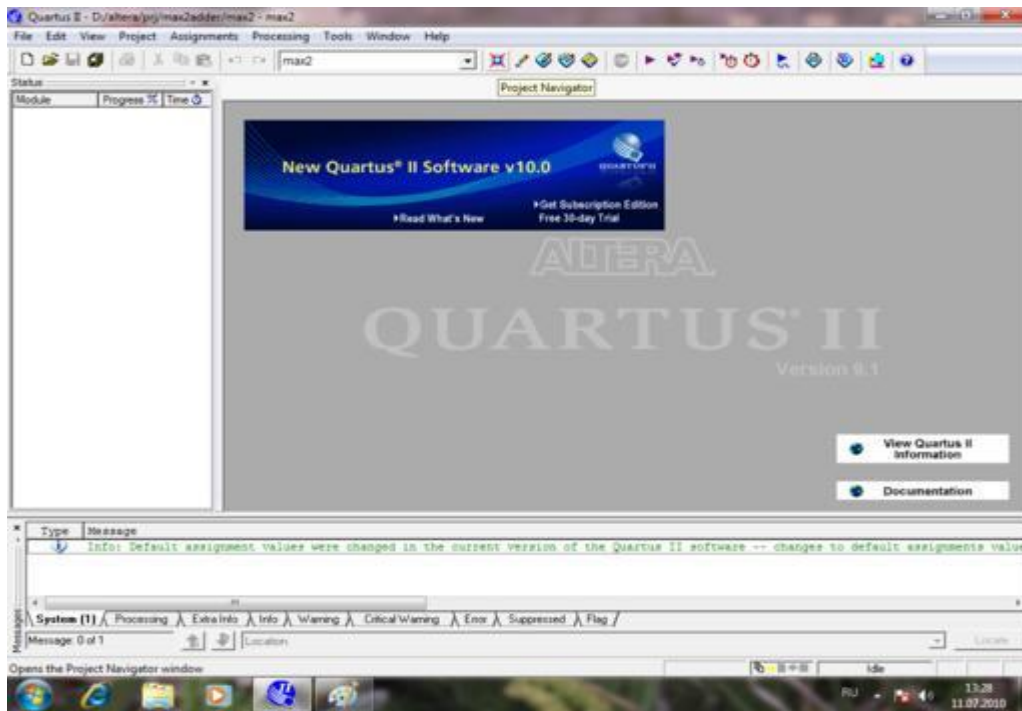 Quartus II - D:/altera/prj/max2adder/max2 - max2
File Edit View Project Assignments Processing Tools Window Help
max2
Status
Project Navigator
Module Progress % Time
New Quartus® II Software v10.0
QUARTUS II
Get Subscription Edition
Read What's New Free 30-day Trial
ALTERA
QUARTUS® II
Version 9.1
View Quartus II
Information
Documentation
Type Message
Info: Default assignment values were changed in the current version of the Quartus II software -- changes to default assignments value
System (1) Processing Extra Info Info Warning Critical Warning Error Suppressed Flag
Messages
Message: 0 of 1 Location Locate
Opens the Project Navigator window Idle
RU 13:28
11.07.2010